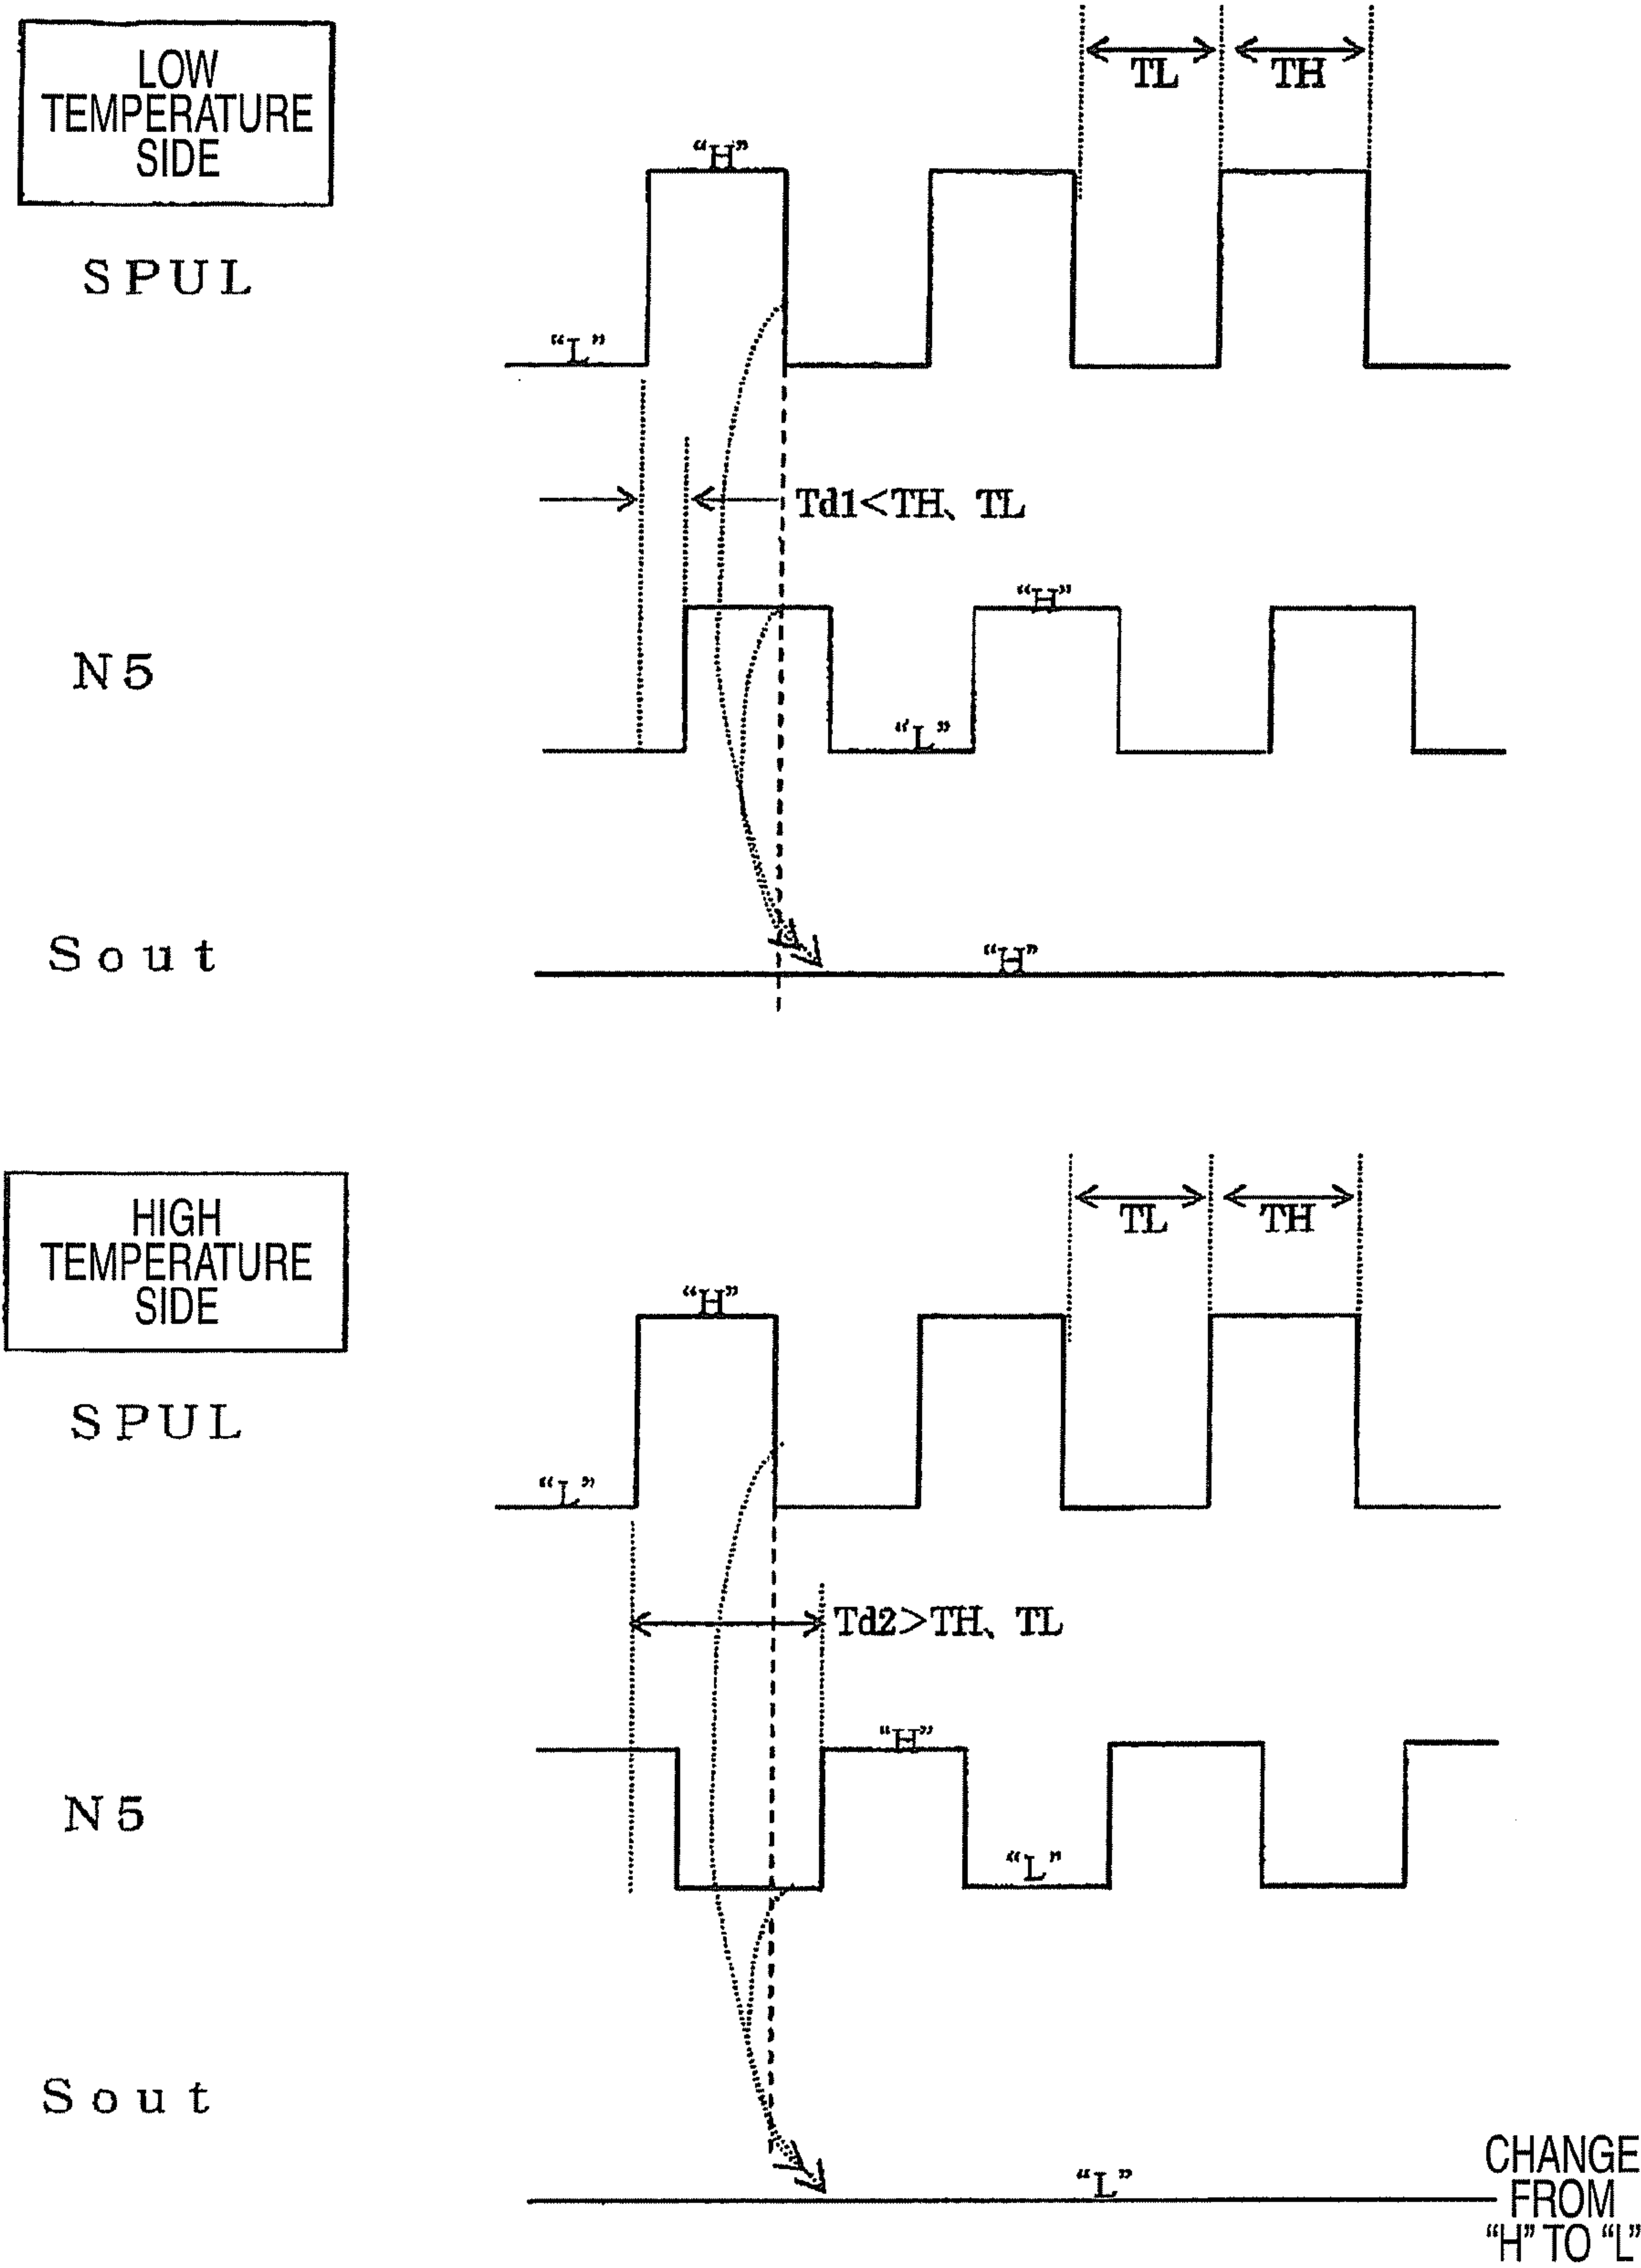 LOW
TEMPERATURE
SIDE
TL
TH
SPUL
“H”
“L”
Td1<TH、TL
N5
“H”
“L”
Sout
“H”
HIGH
TEMPERATURE
SIDE
TL
TH
SPUL
“H”
“L”
Td2>TH、TL
N5
“H”
“L”
Sout
“L”
CHANGE
FROM
“H” TO “L”